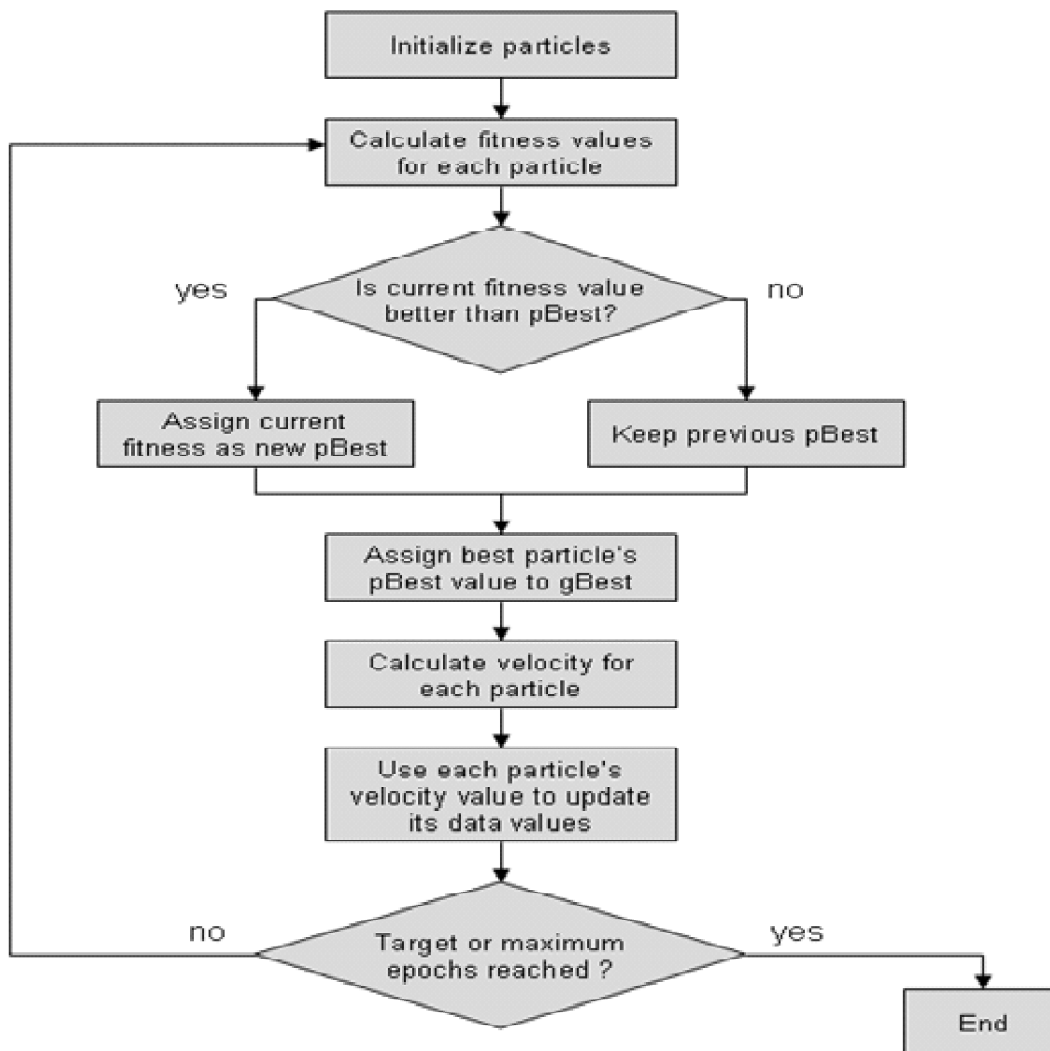 Initialize particles
Calculate fitness values
for each particle
yes
Is current fitness value
better than pBest?
no
Assign current
fitness as new pBest
Keep previous pBest
Assign best particle's
pBest value to gBest
Calculate velocity for
each particle
Use each particle's
velocity value to update
its data values
no
Target or maximum
epochs reached ?
yes
End